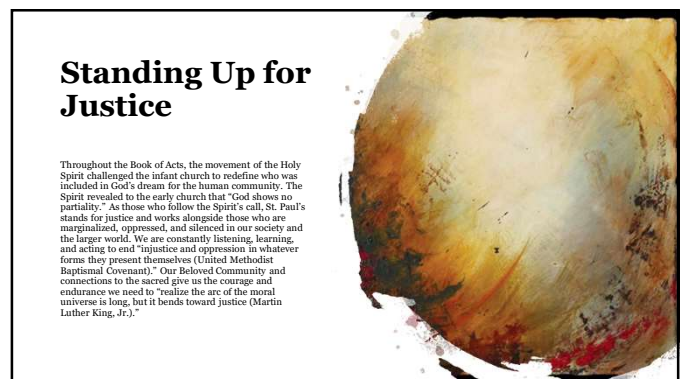 Standing Up for
Justice
Throughout the Book of Acts, the movement of the Holy
Spirit challenged the infant church to redefine who was
included in God's dream for the human community. The
Spirit revealed to the early church that "God shows no
partiality." As those who follow the Spirit's call, St. Paul's
stands for justice and works alongside those who are
marginalized, oppressed, and silenced in our society and
the larger world. We are constantly listening, learning,
and acting to end "injustice and oppression in whatever
forms they present themselves (United Methodist
Baptismal Covenant)." Our Beloved Community and
connections to the sacred give us the courage and
endurance we need to "realize the arc of the moral
universe is long, but it bends toward justice (Martin
Luther King, Jr.)."